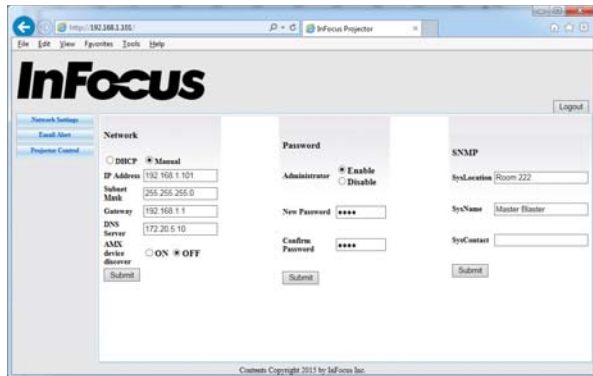 http://192.168.1.101/
InFocus Projector
File Edit View Favorites Tools Help
InFocus
Logout
Network Settings
Email Alert
Projector Control
Network
DHCP Manual
IP Address 192.168.1.101
Subnet Mask 255.255.255.0
Gateway 192.168.1.1
DNS Server 172.20.5.10
AMX device discover ON OFF
Submit
Password
Administrator Enable
Disable
New Password ••••
Confirm Password ••••
Submit
SNMP
SysLocation Room 222
SysName Master Blaster
SysContact
Submit
Contents Copyright 2015 by InFocus Inc.